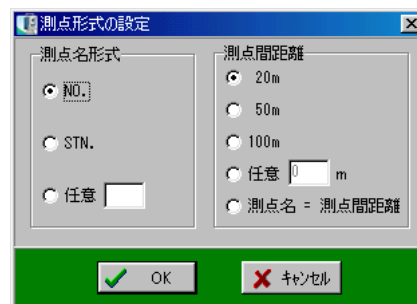 測点形式の設定
測点名形式
NO.
STN.
任意
測点間距離
20m
50m
100m
任意 0 m
測点名 = 測点間距離
OK
ｷｬﾝｾﾙ